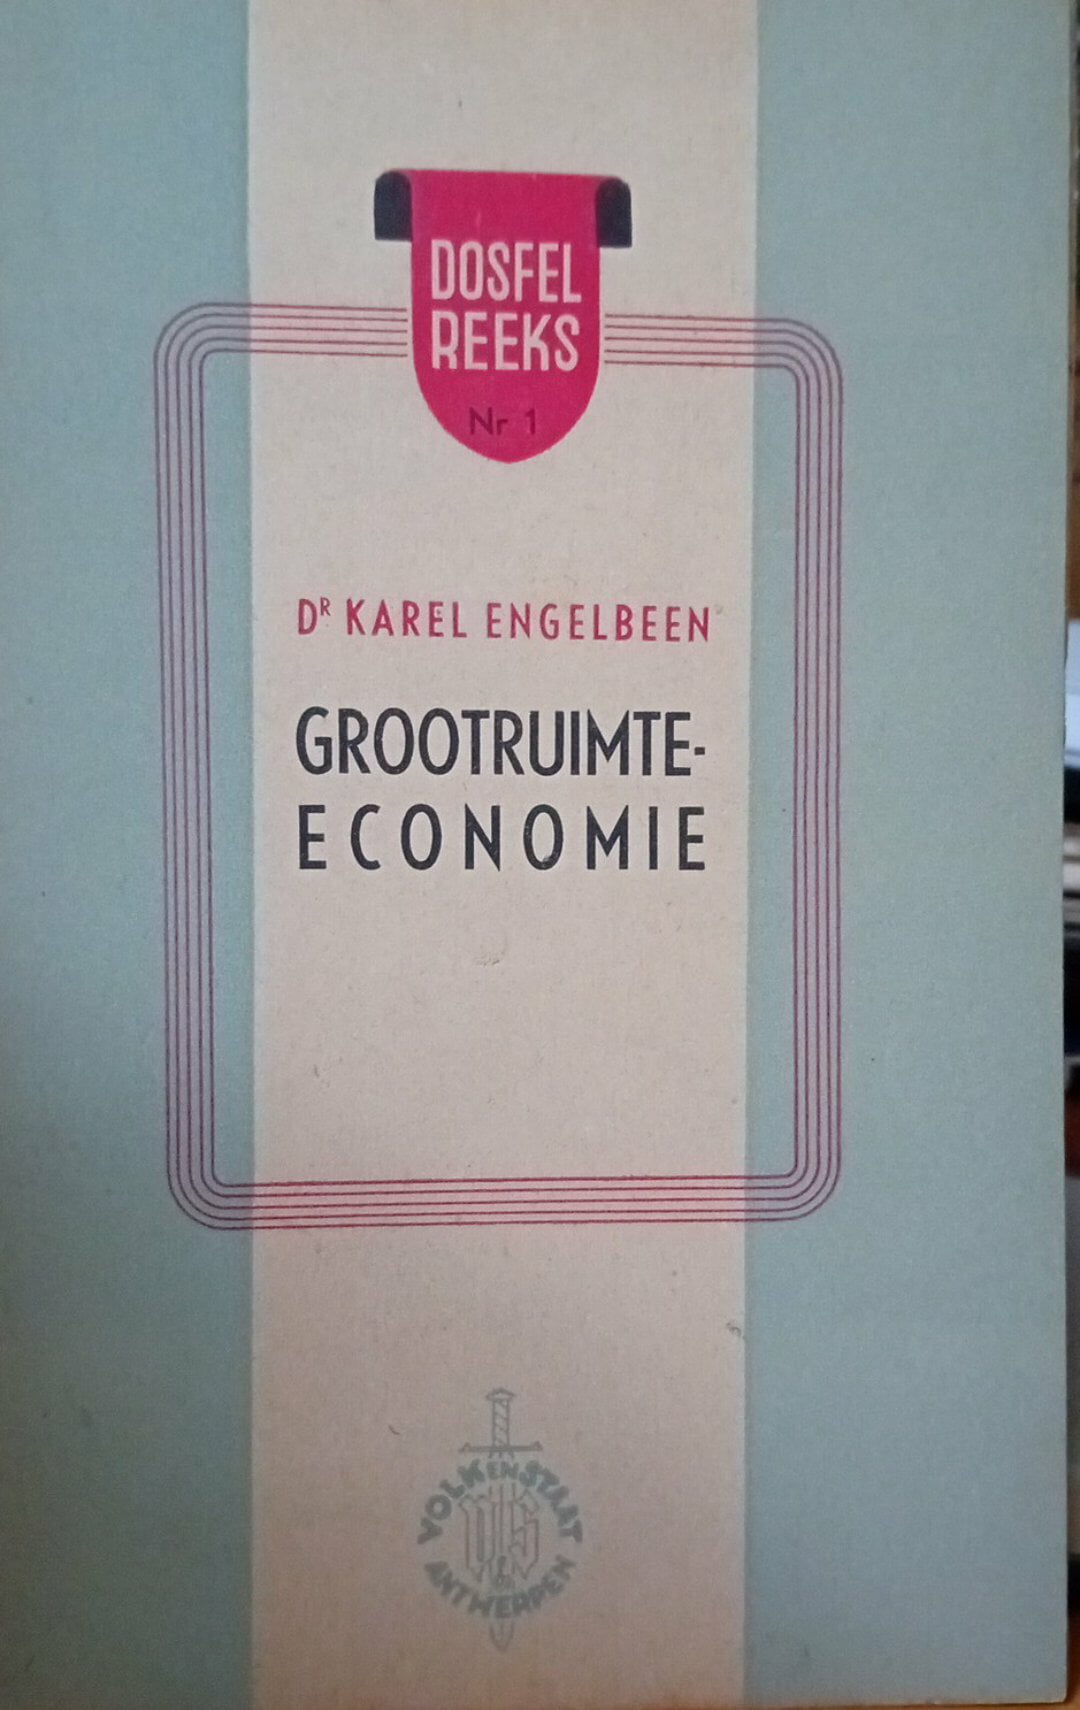 DOSFEL
REEKS
Nr 1
DR KAREL ENGELBEEN
GROOTRUIMTE-
ECONOMIE
VOLK EN STAAT
ANTWERPEN